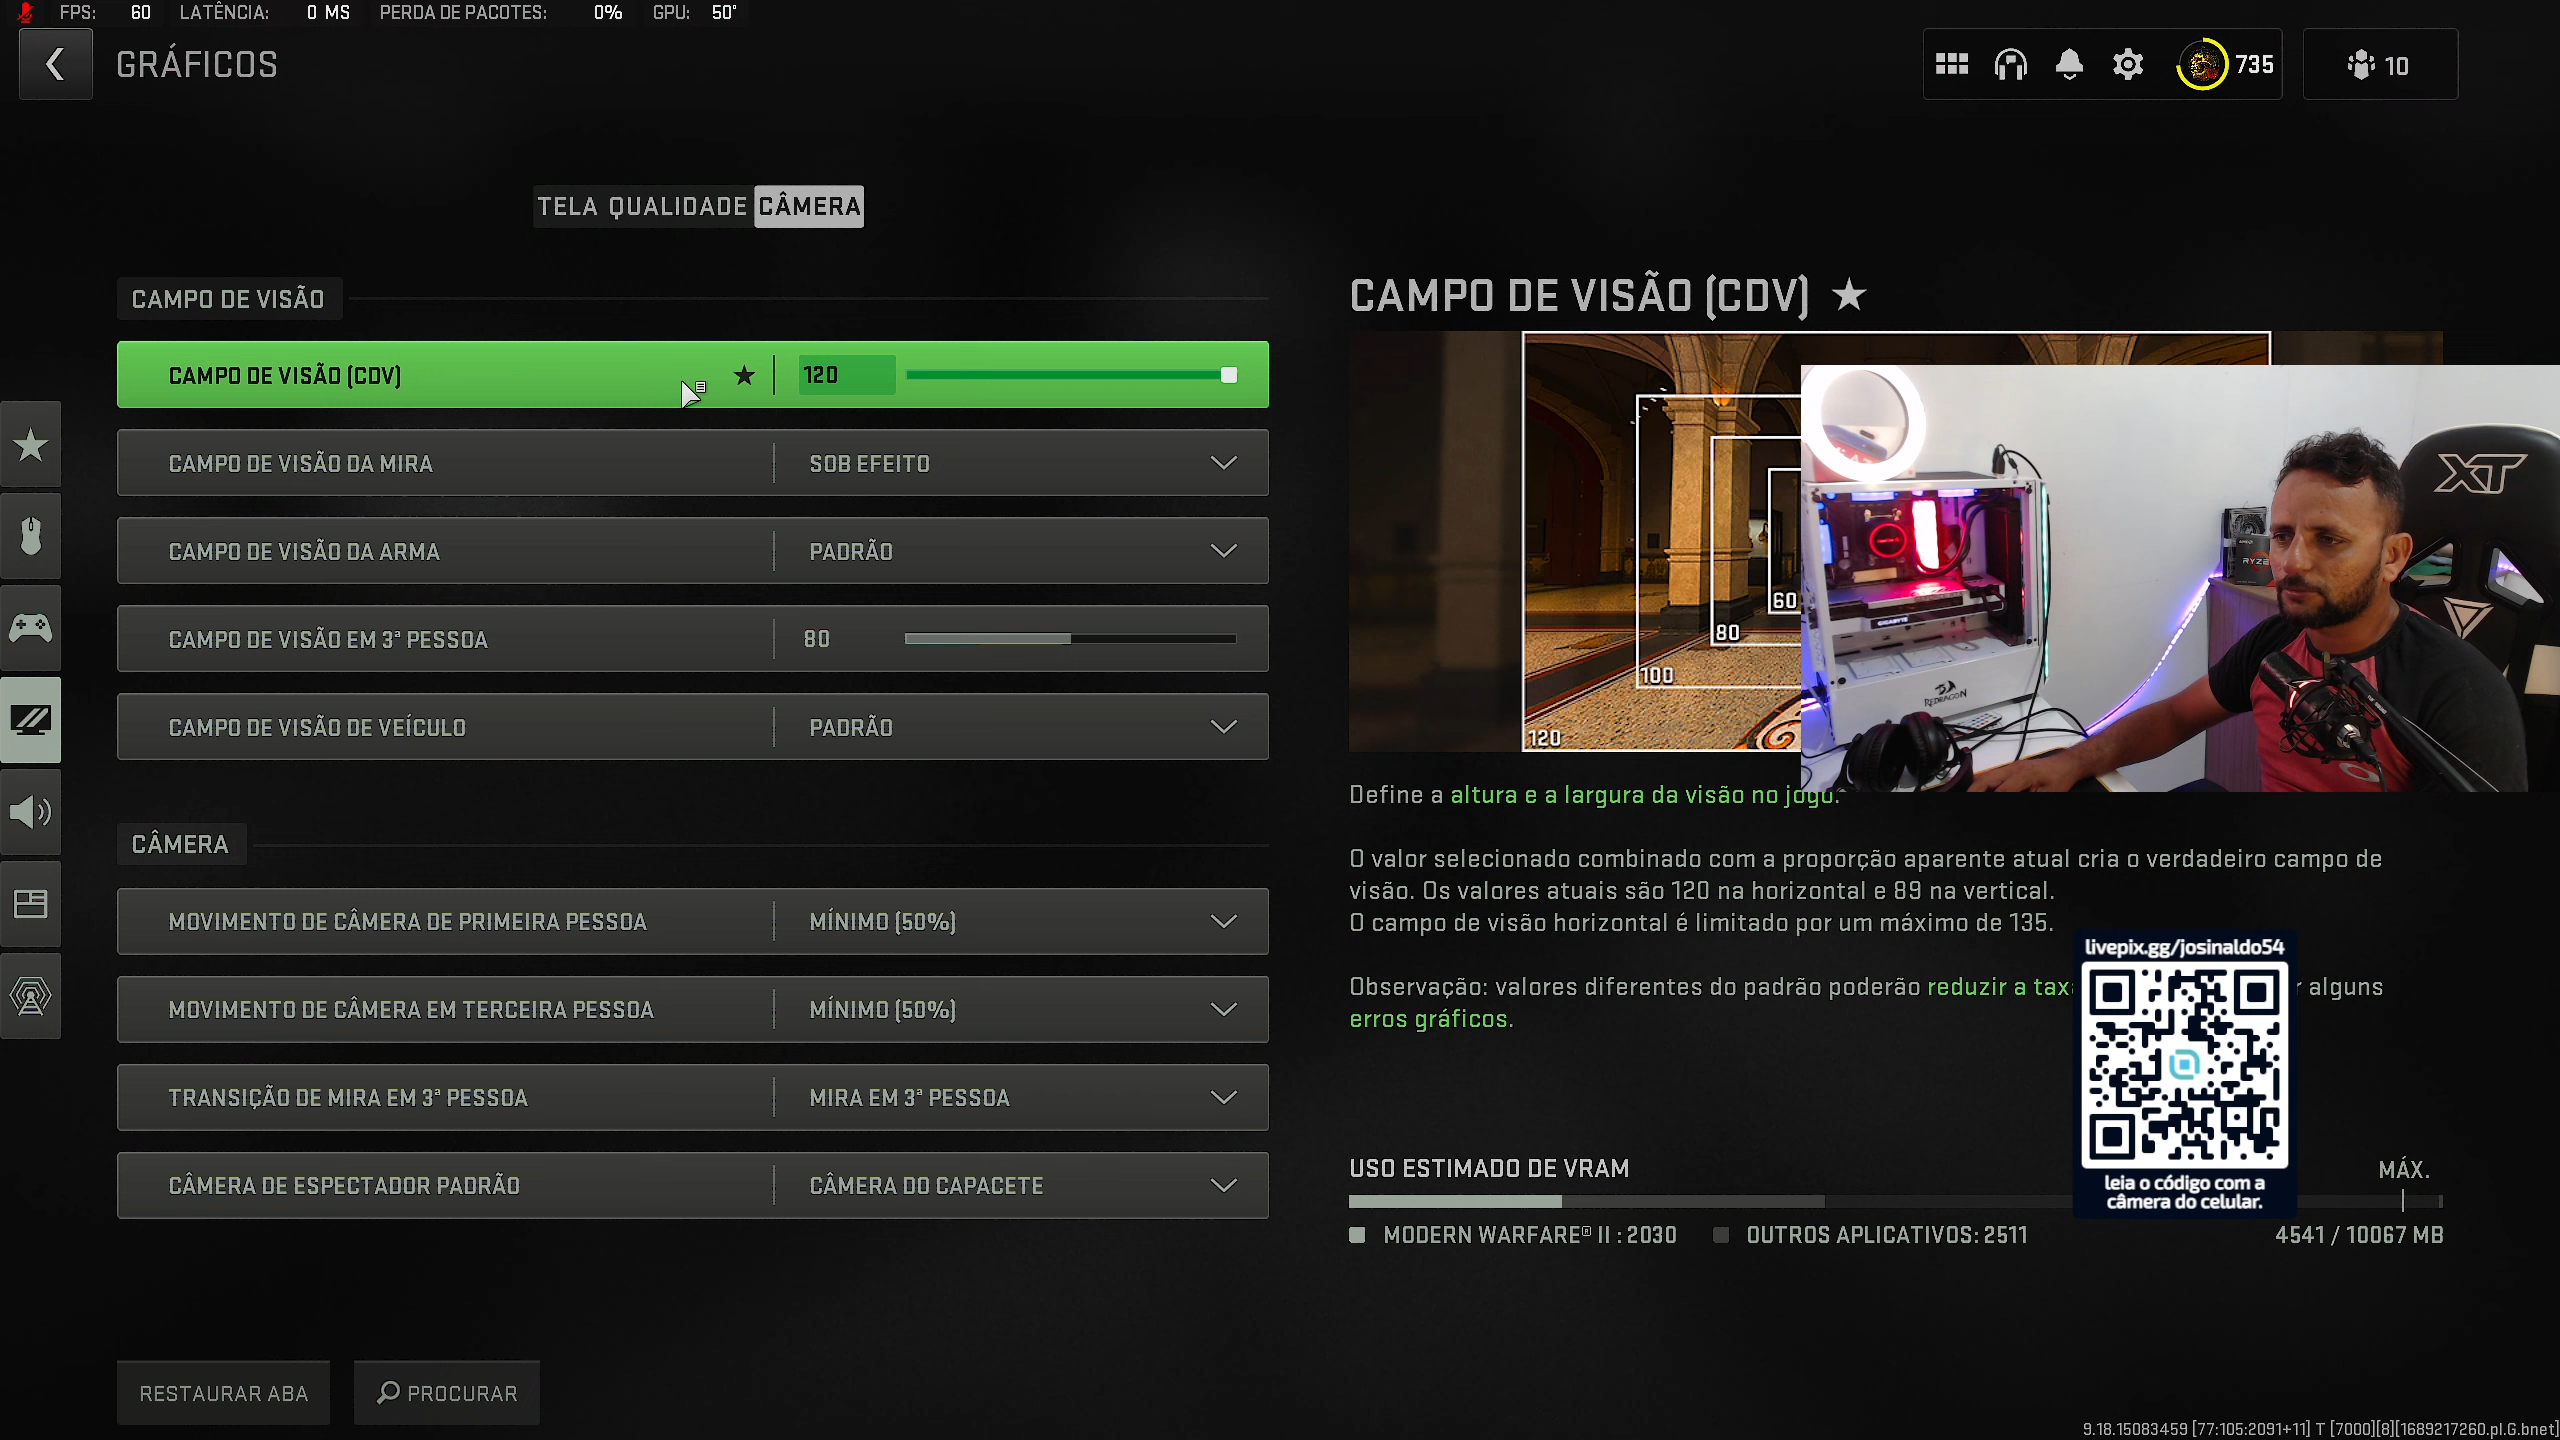 FPS: 60 LATÊNCIA: 0 MS PERDA DE PACOTES: 0% GPU: 50°
GRÁFICOS
735
10
TELA QUALIDADE CÂMERA
CAMPO DE VISÃO
CAMPO DE VISÃO (CDV) 120
CAMPO DE VISÃO DA MIRA SOB EFEITO
CAMPO DE VISÃO DA ARMA PADRÃO
CAMPO DE VISÃO EM 3ª PESSOA 80
CAMPO DE VISÃO DE VEÍCULO PADRÃO
CÂMERA
MOVIMENTO DE CÂMERA DE PRIMEIRA PESSOA MÍNIMO (50%)
MOVIMENTO DE CÂMERA EM TERCEIRA PESSOA MÍNIMO (50%)
TRANSIÇÃO DE MIRA EM 3ª PESSOA MIRA EM 3ª PESSOA
CÂMERA DE ESPECTADOR PADRÃO CÂMERA DO CAPACETE
RESTAURAR ABA
PROCURAR
CAMPO DE VISÃO (CDV)
60
80
100
120
XT
RYZE
GIGABYTE
REDRAGON
Define a altura e a largura da visão no jogo.
O valor selecionado combinado com a proporção aparente atual cria o verdadeiro campo de
visão. Os valores atuais são 120 na horizontal e 89 na vertical.
O campo de visão horizontal é limitado por um máximo de 135.
Observação: valores diferentes do padrão poderão reduzir a tax r alguns
erros gráficos.
livepix.gg/josinaldo54
leia o código com a
câmera do celular.
USO ESTIMADO DE VRAM
MÁX.
MODERN WARFARE® II : 2030 OUTROS APLICATIVOS: 2511 4541 / 10067 MB
9.18.15083459 [77:105:2091+11] T [7000][8][1689217260.pl.G.bnet]